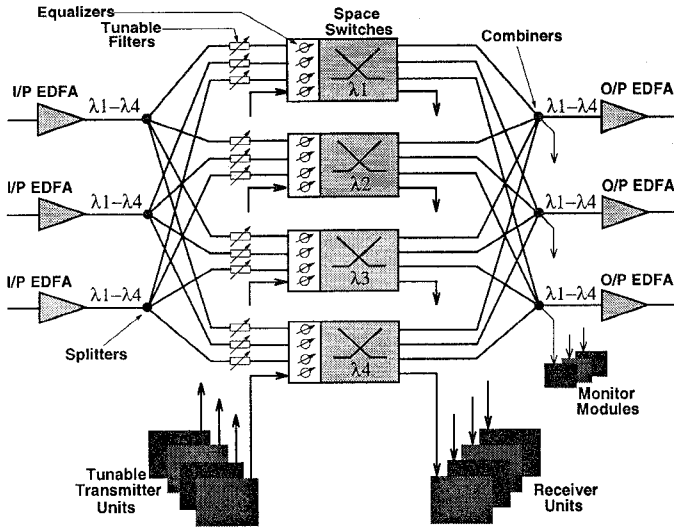 Equalizers
Tunable
Filters
Space
Switches
Combiners
I/P EDFA
λ1–λ4
λ1
λ1–λ4
O/P EDFA
I/P EDFA
λ1–λ4
λ2
λ1–λ4
O/P EDFA
I/P EDFA
λ1–λ4
λ3
λ1–λ4
O/P EDFA
Splitters
λ4
Monitor
Modules
Tunable
Transmitter
Units
Receiver
Units